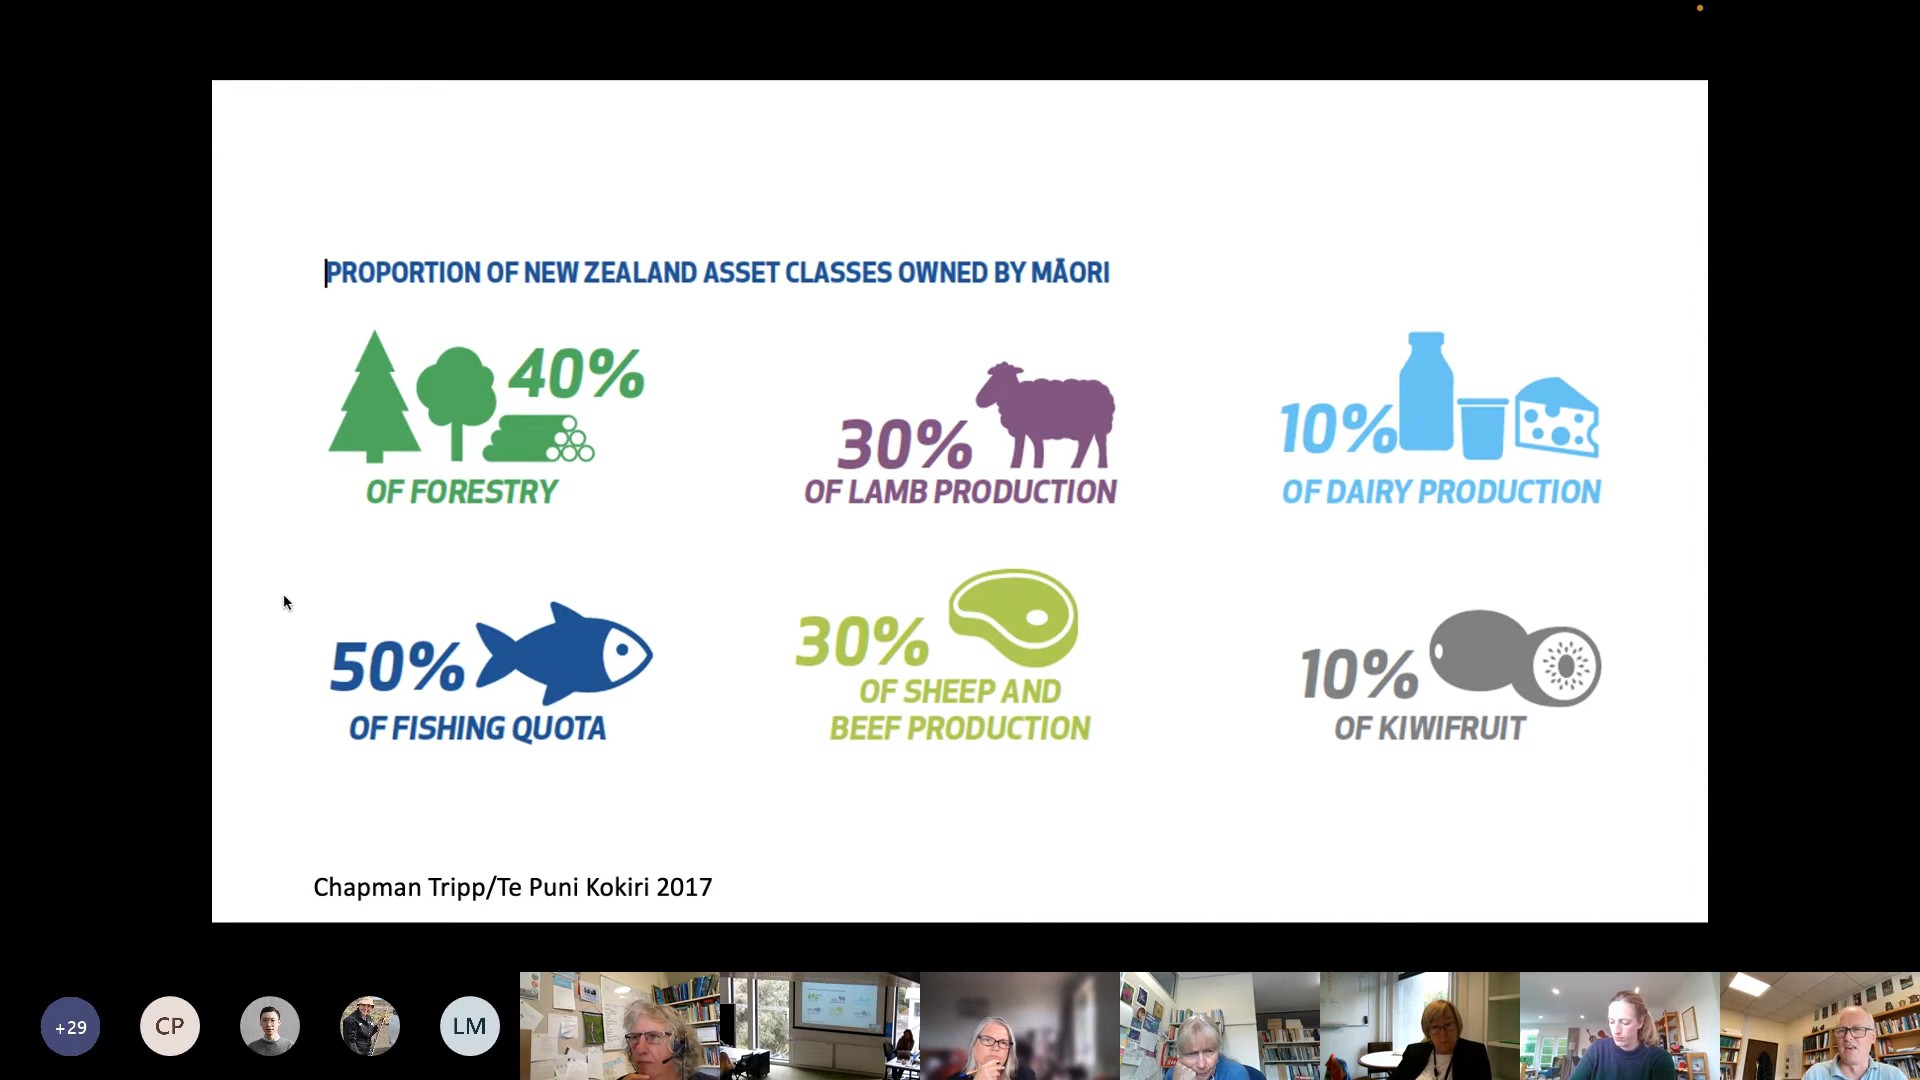 PROPORTION OF NEW ZEALAND ASSET CLASSES OWNED BY MĀORI
40%
OF FORESTRY
30%
OF LAMB PRODUCTION
10%
OF DAIRY PRODUCTION
50%
OF FISHING QUOTA
30%
OF SHEEP AND
BEEF PRODUCTION
10%
OF KIWIFRUIT
Chapman Tripp/Te Puni Kokiri 2017
+29
CP
LM